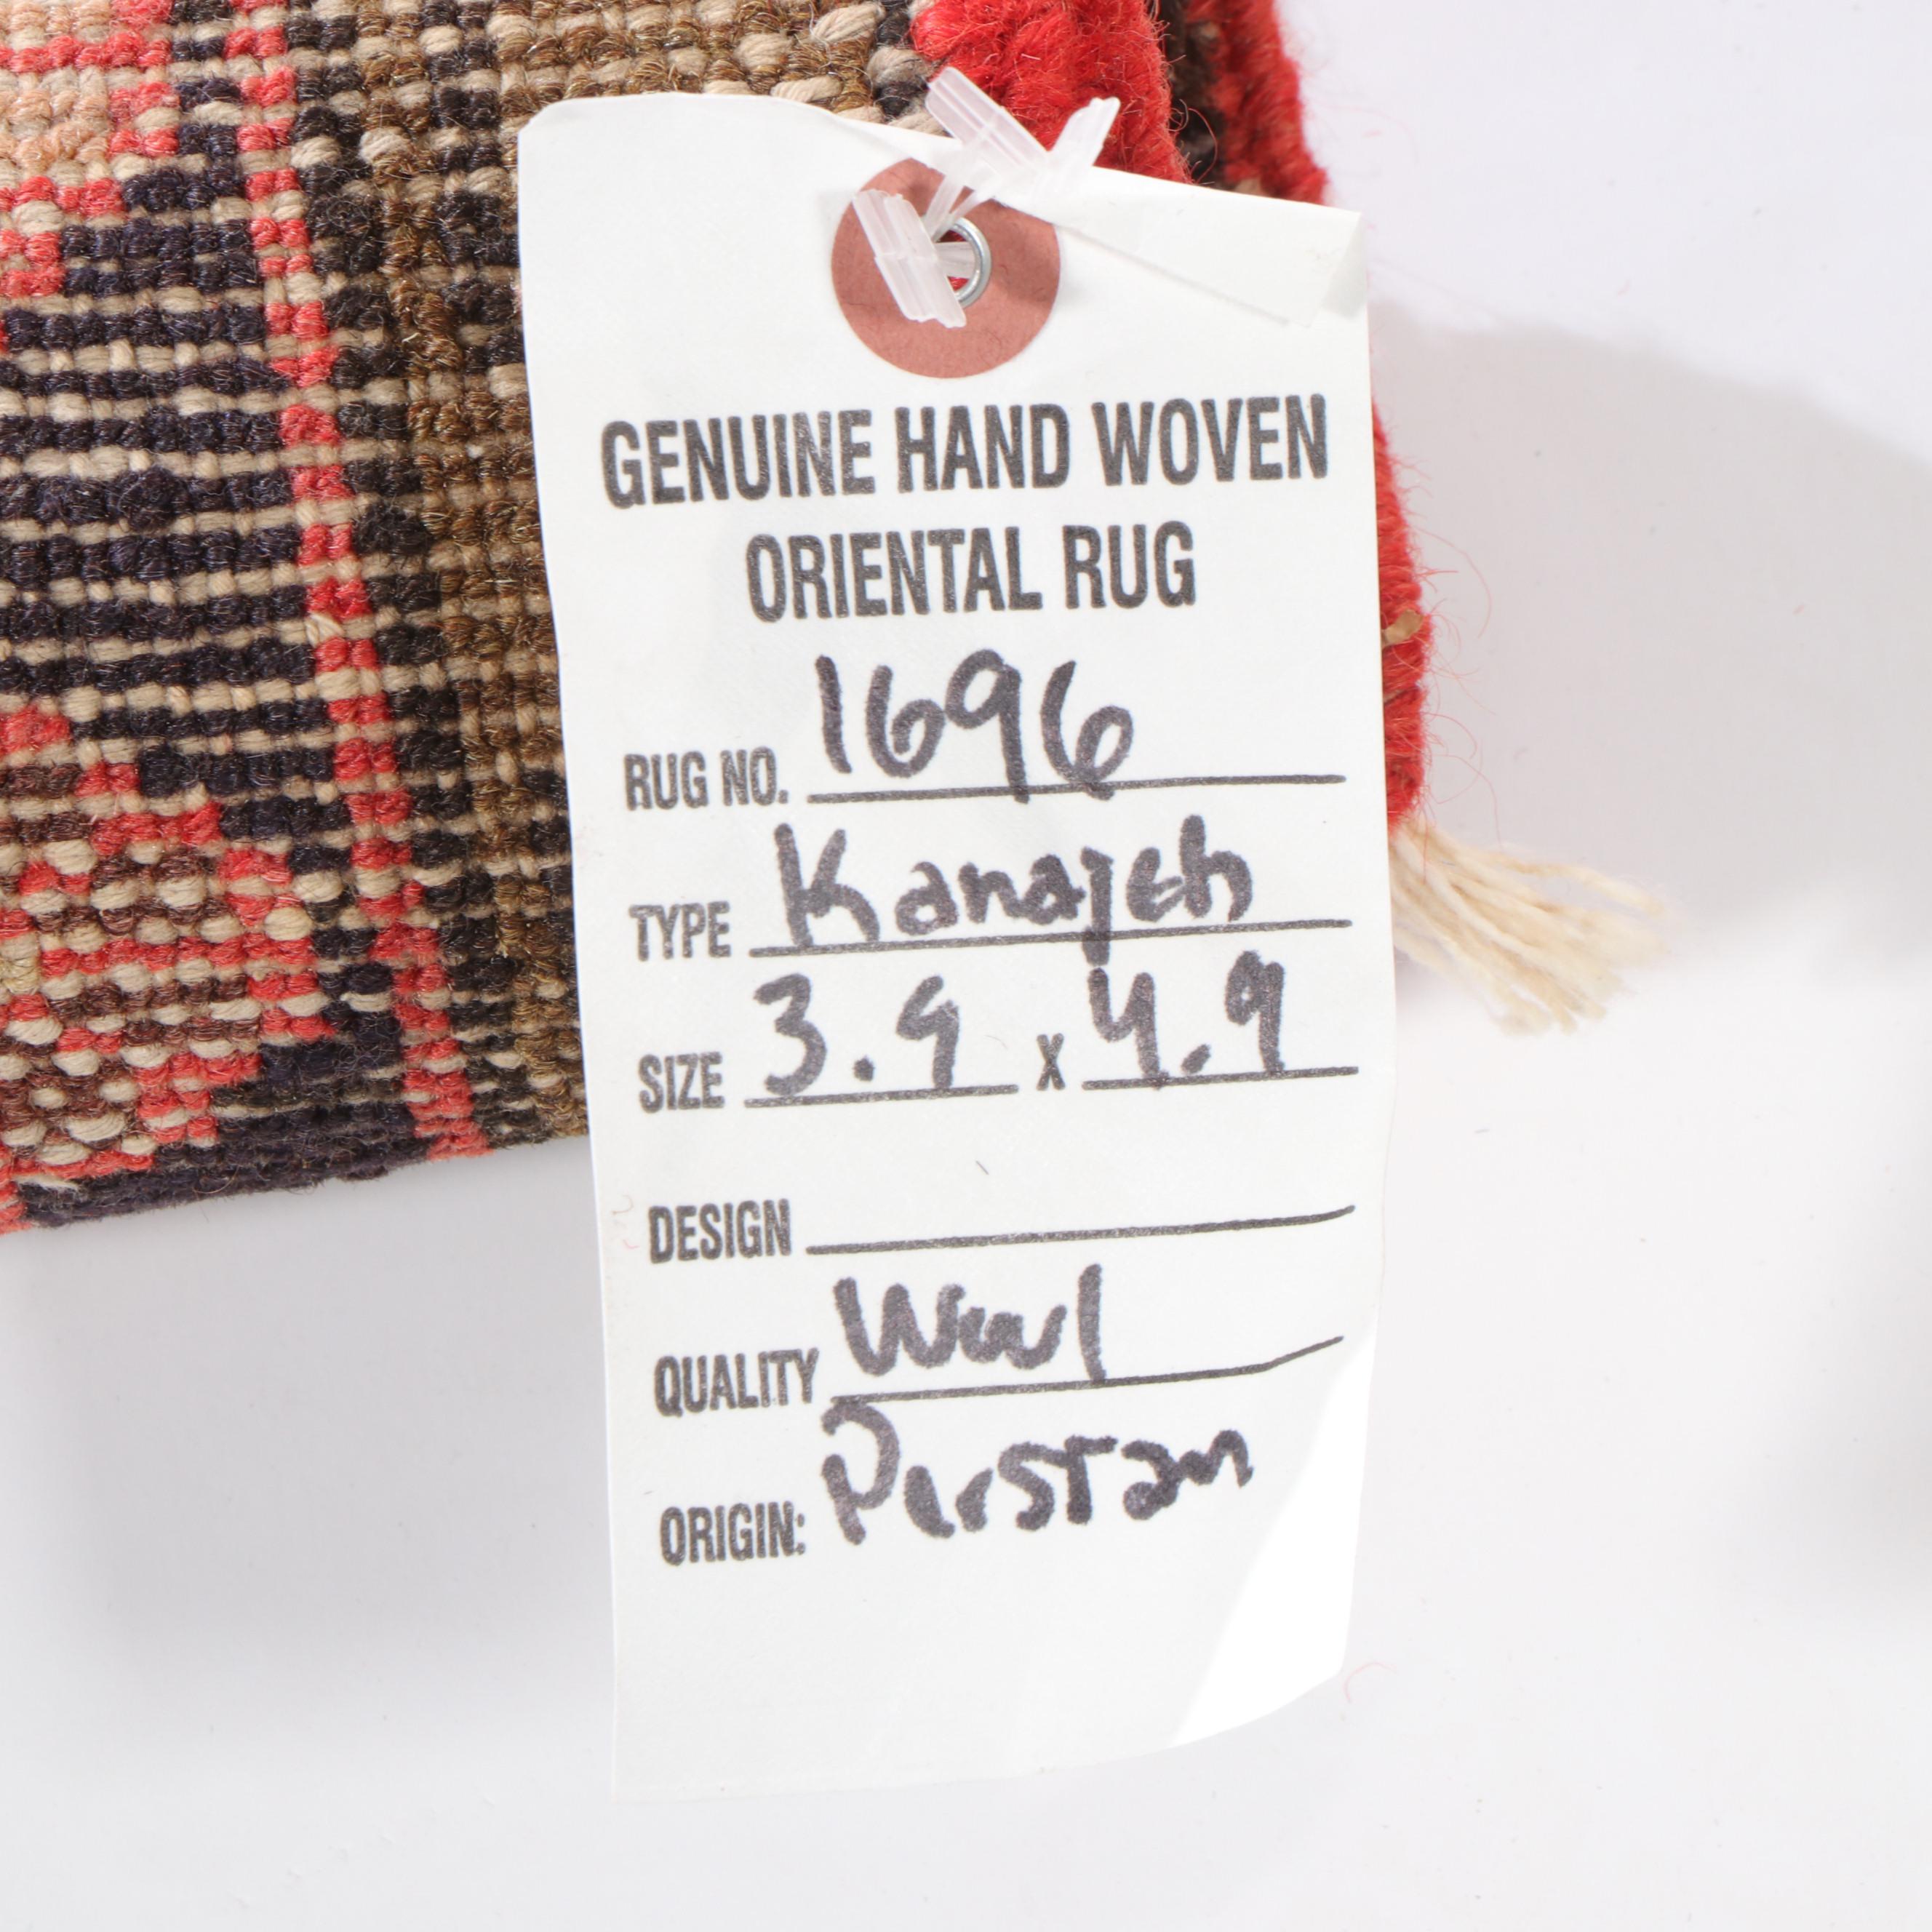 GENUINE HAND WOVEN
ORIENTAL RUG
RUG NO. 1696
TYPE Kanajeh
SIZE 3.9 x 4.9
DESIGN
QUALITY Wool
ORIGIN: Persian